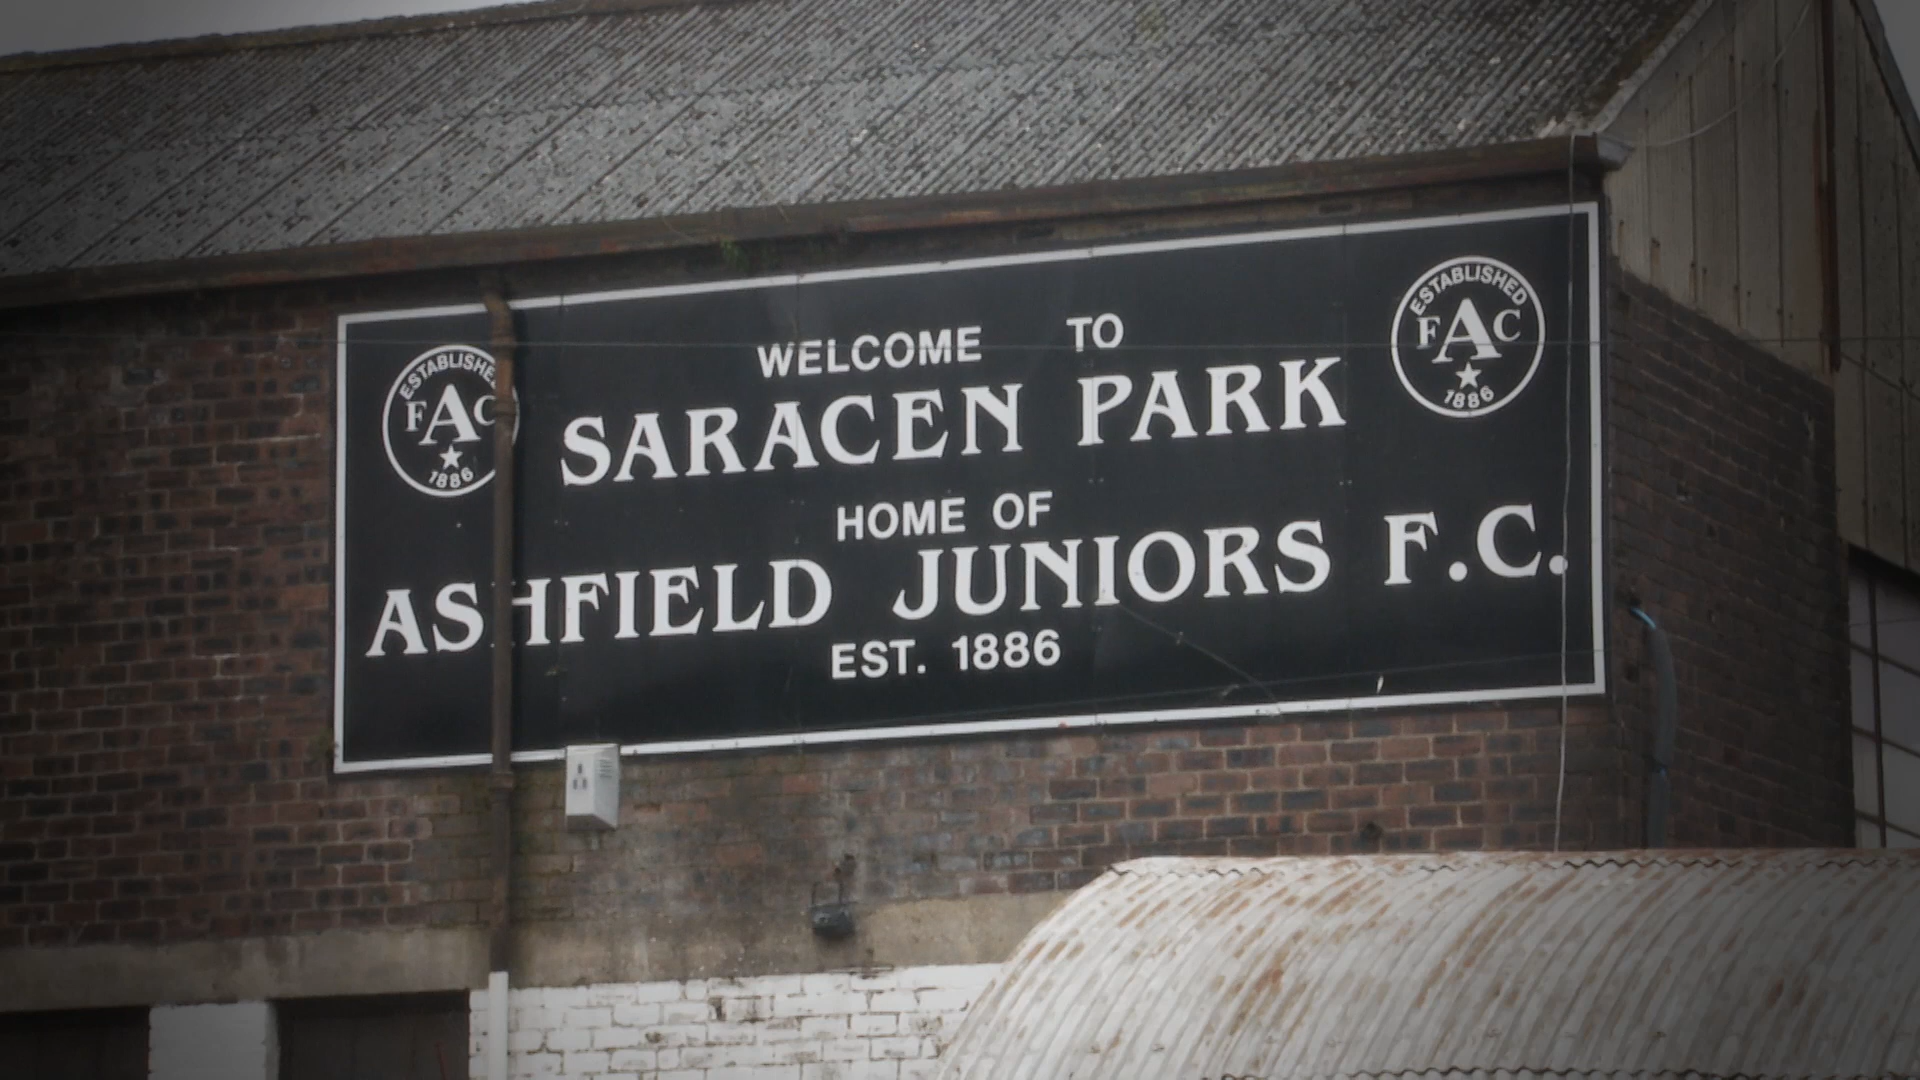 WELCOME TO
SARACEN PARK
HOME OF
ASHFIELD JUNIORS F.C.
EST. 1886
ESTABLISHED
FAC
1886
ESTABLISHED
FAC
1886